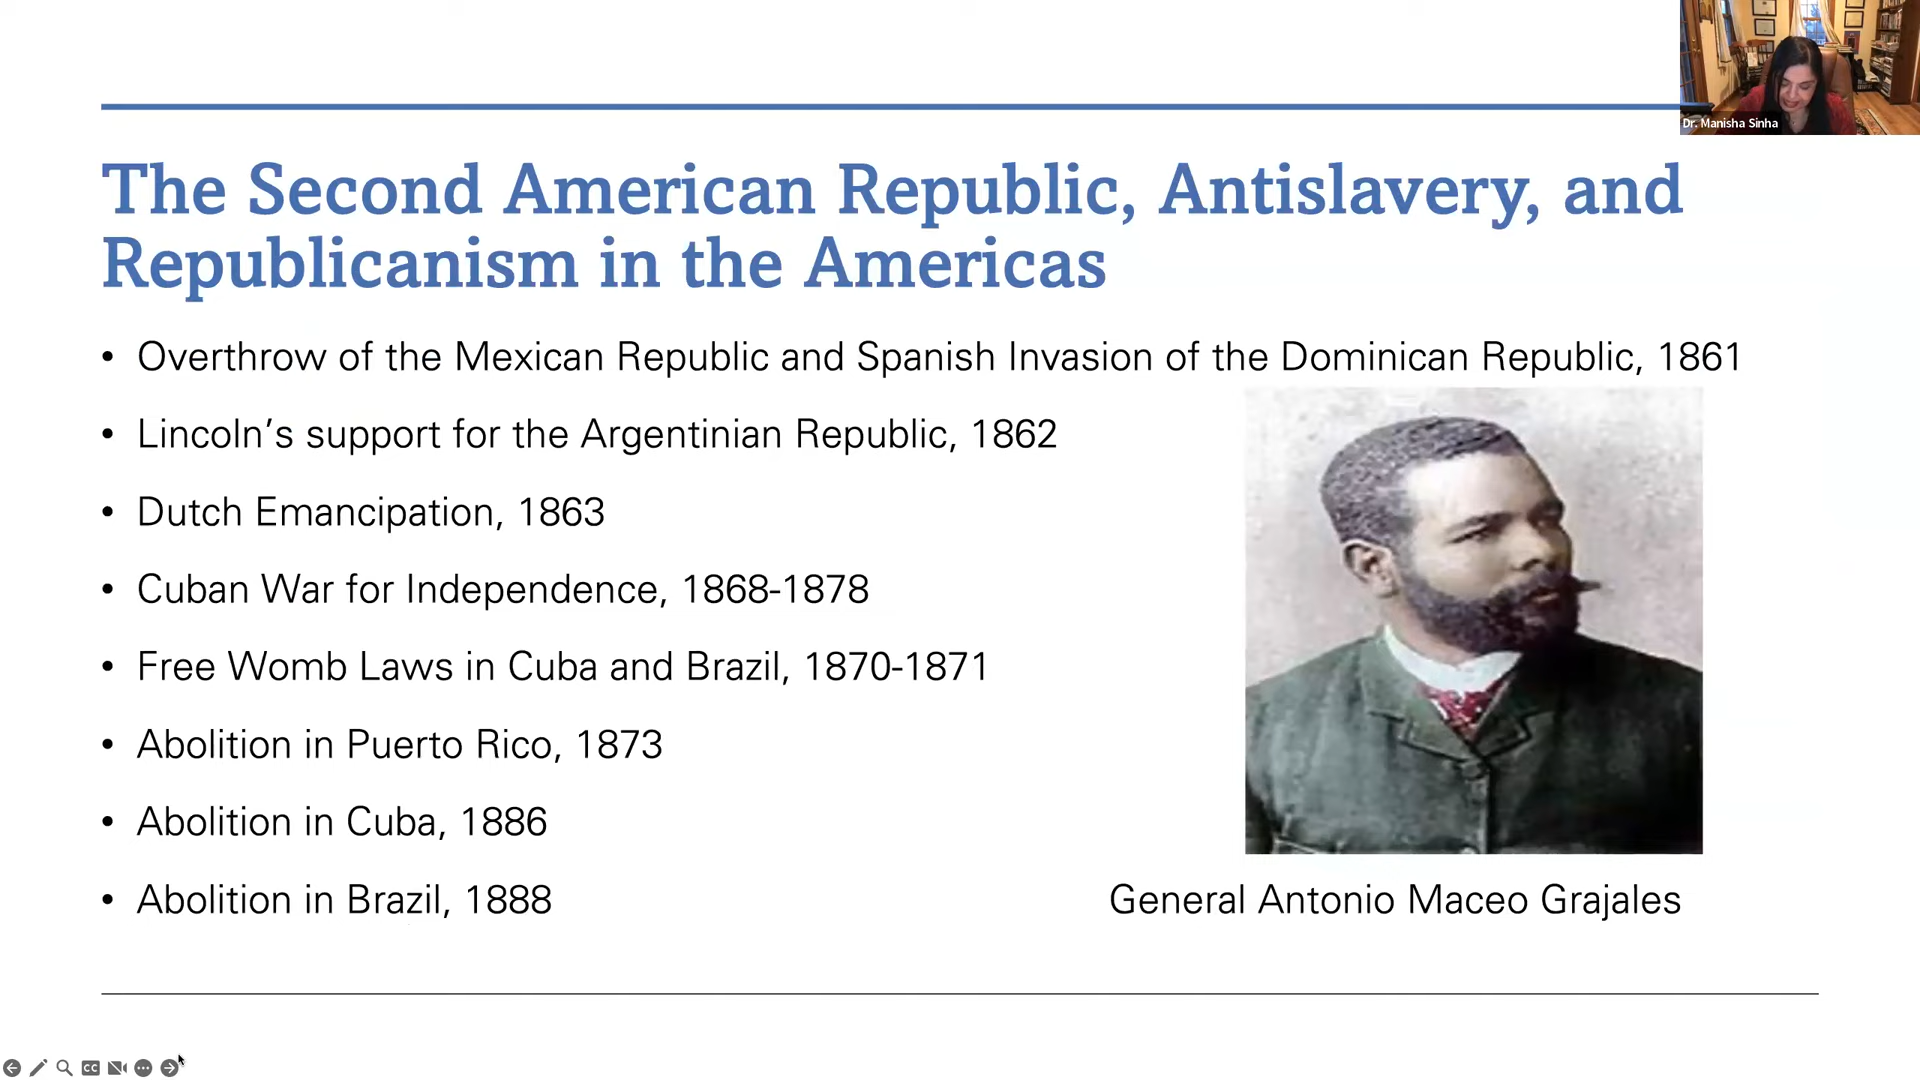 Dr. Manisha Sinha
The Second American Republic, Antislavery, and
Republicanism in the Americas
• Overthrow of the Mexican Republic and Spanish Invasion of the Dominican Republic, 1861
• Lincoln’s support for the Argentinian Republic, 1862
• Dutch Emancipation, 1863
• Cuban War for Independence, 1868-1878
• Free Womb Laws in Cuba and Brazil, 1870-1871
• Abolition in Puerto Rico, 1873
• Abolition in Cuba, 1886
• Abolition in Brazil, 1888
General Antonio Maceo Grajales
CC